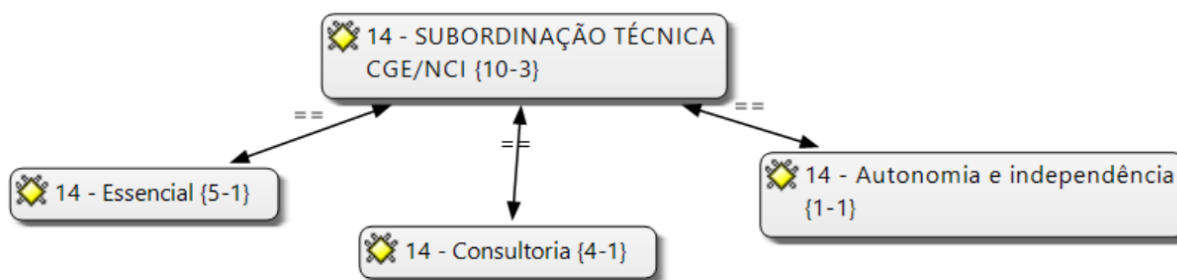 14 - SUBORDINAÇÃO TÉCNICA
CGE/NCI {10-3}
==
==
==
14 - Essencial {5-1}
14 - Autonomia e independência
{1-1}
14 - Consultoria {4-1}